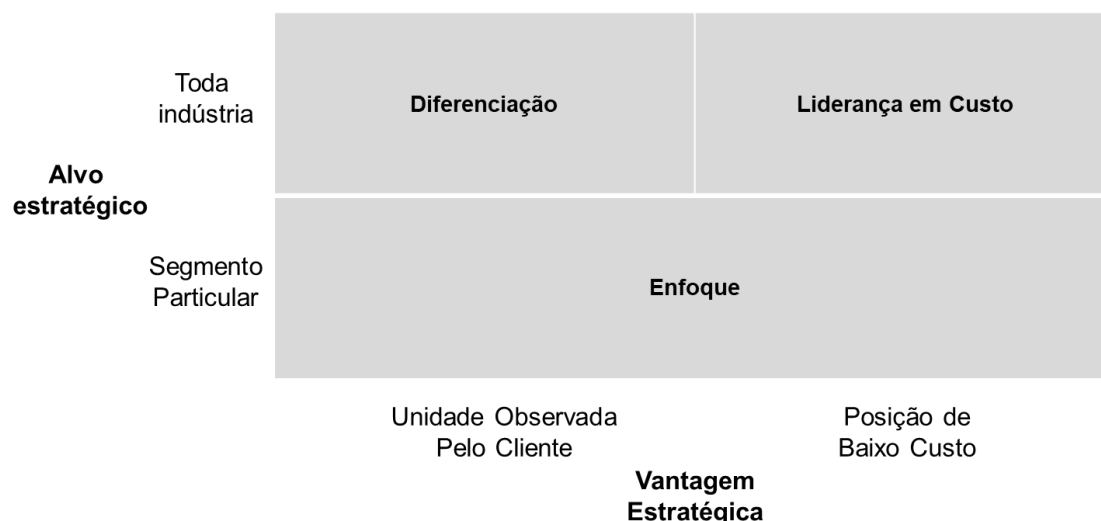 Toda
indústria
Diferenciação
Liderança em Custo
Alvo
estratégico
Segmento
Particular
Enfoque
Unidade Observada
Pelo Cliente
Posição de
Baixo Custo
Vantagem
Estratégica